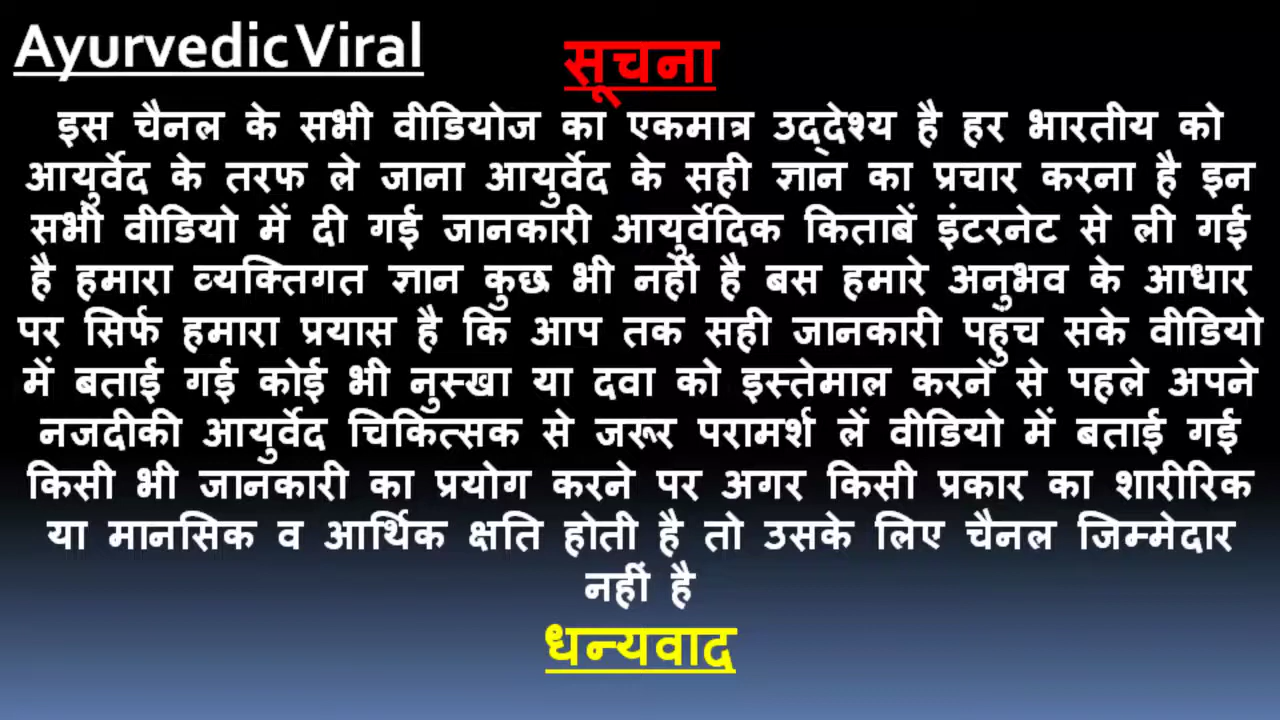 Ayurvedic Viral
सूचना
इस चैनल के सभी वीडियोज का एकमात्र उद्देश्य है हर भारतीय को
आयुर्वेद के तरफ ले जाना आयुर्वेद के सही ज्ञान का प्रचार करना है इन
सभी वीडियो में दी गई जानकारी आयुर्वेदिक किताबें इंटरनेट से ली गई
है हमारा व्यक्तिगत ज्ञान कुछ भी नहीं है बस हमारे अनुभव के आधार
पर सिर्फ हमारा प्रयास है कि आप तक सही जानकारी पहुंच सके वीडियो
में बताई गई कोई भी नुस्खा या दवा को इस्तेमाल करने से पहले अपने
नजदीकी आयुर्वेद चिकित्सक से जरूर परामर्श लें वीडियो में बताई गई
किसी भी जानकारी का प्रयोग करने पर अगर किसी प्रकार का शारीरिक
या मानसिक व आर्थिक क्षति होती है तो उसके लिए चैनल जिम्मेदार
नहीं है
धन्यवाद